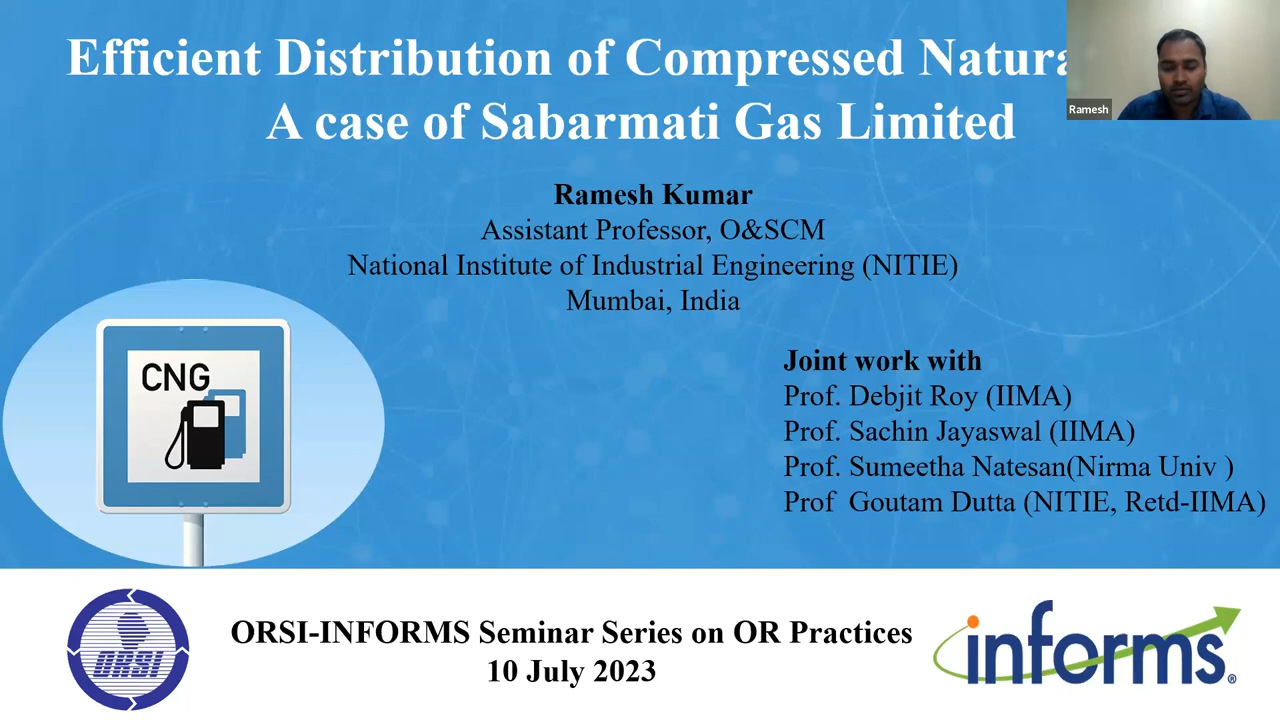 Efficient Distribution of Compressed Natura
A case of Sabarmati Gas Limited
Ramesh
Ramesh Kumar
Assistant Professor, O&SCM
National Institute of Industrial Engineering (NITIE)
Mumbai, India
Joint work with
Prof. Debjit Roy (IIMA)
Prof. Sachin Jayaswal (IIMA)
Prof. Sumeetha Natesan(Nirma Univ )
Prof  Goutam Dutta (NITIE, Retd-IIMA)
CNG
ORSI
ORSI-INFORMS Seminar Series on OR Practices
10 July 2023
informs®